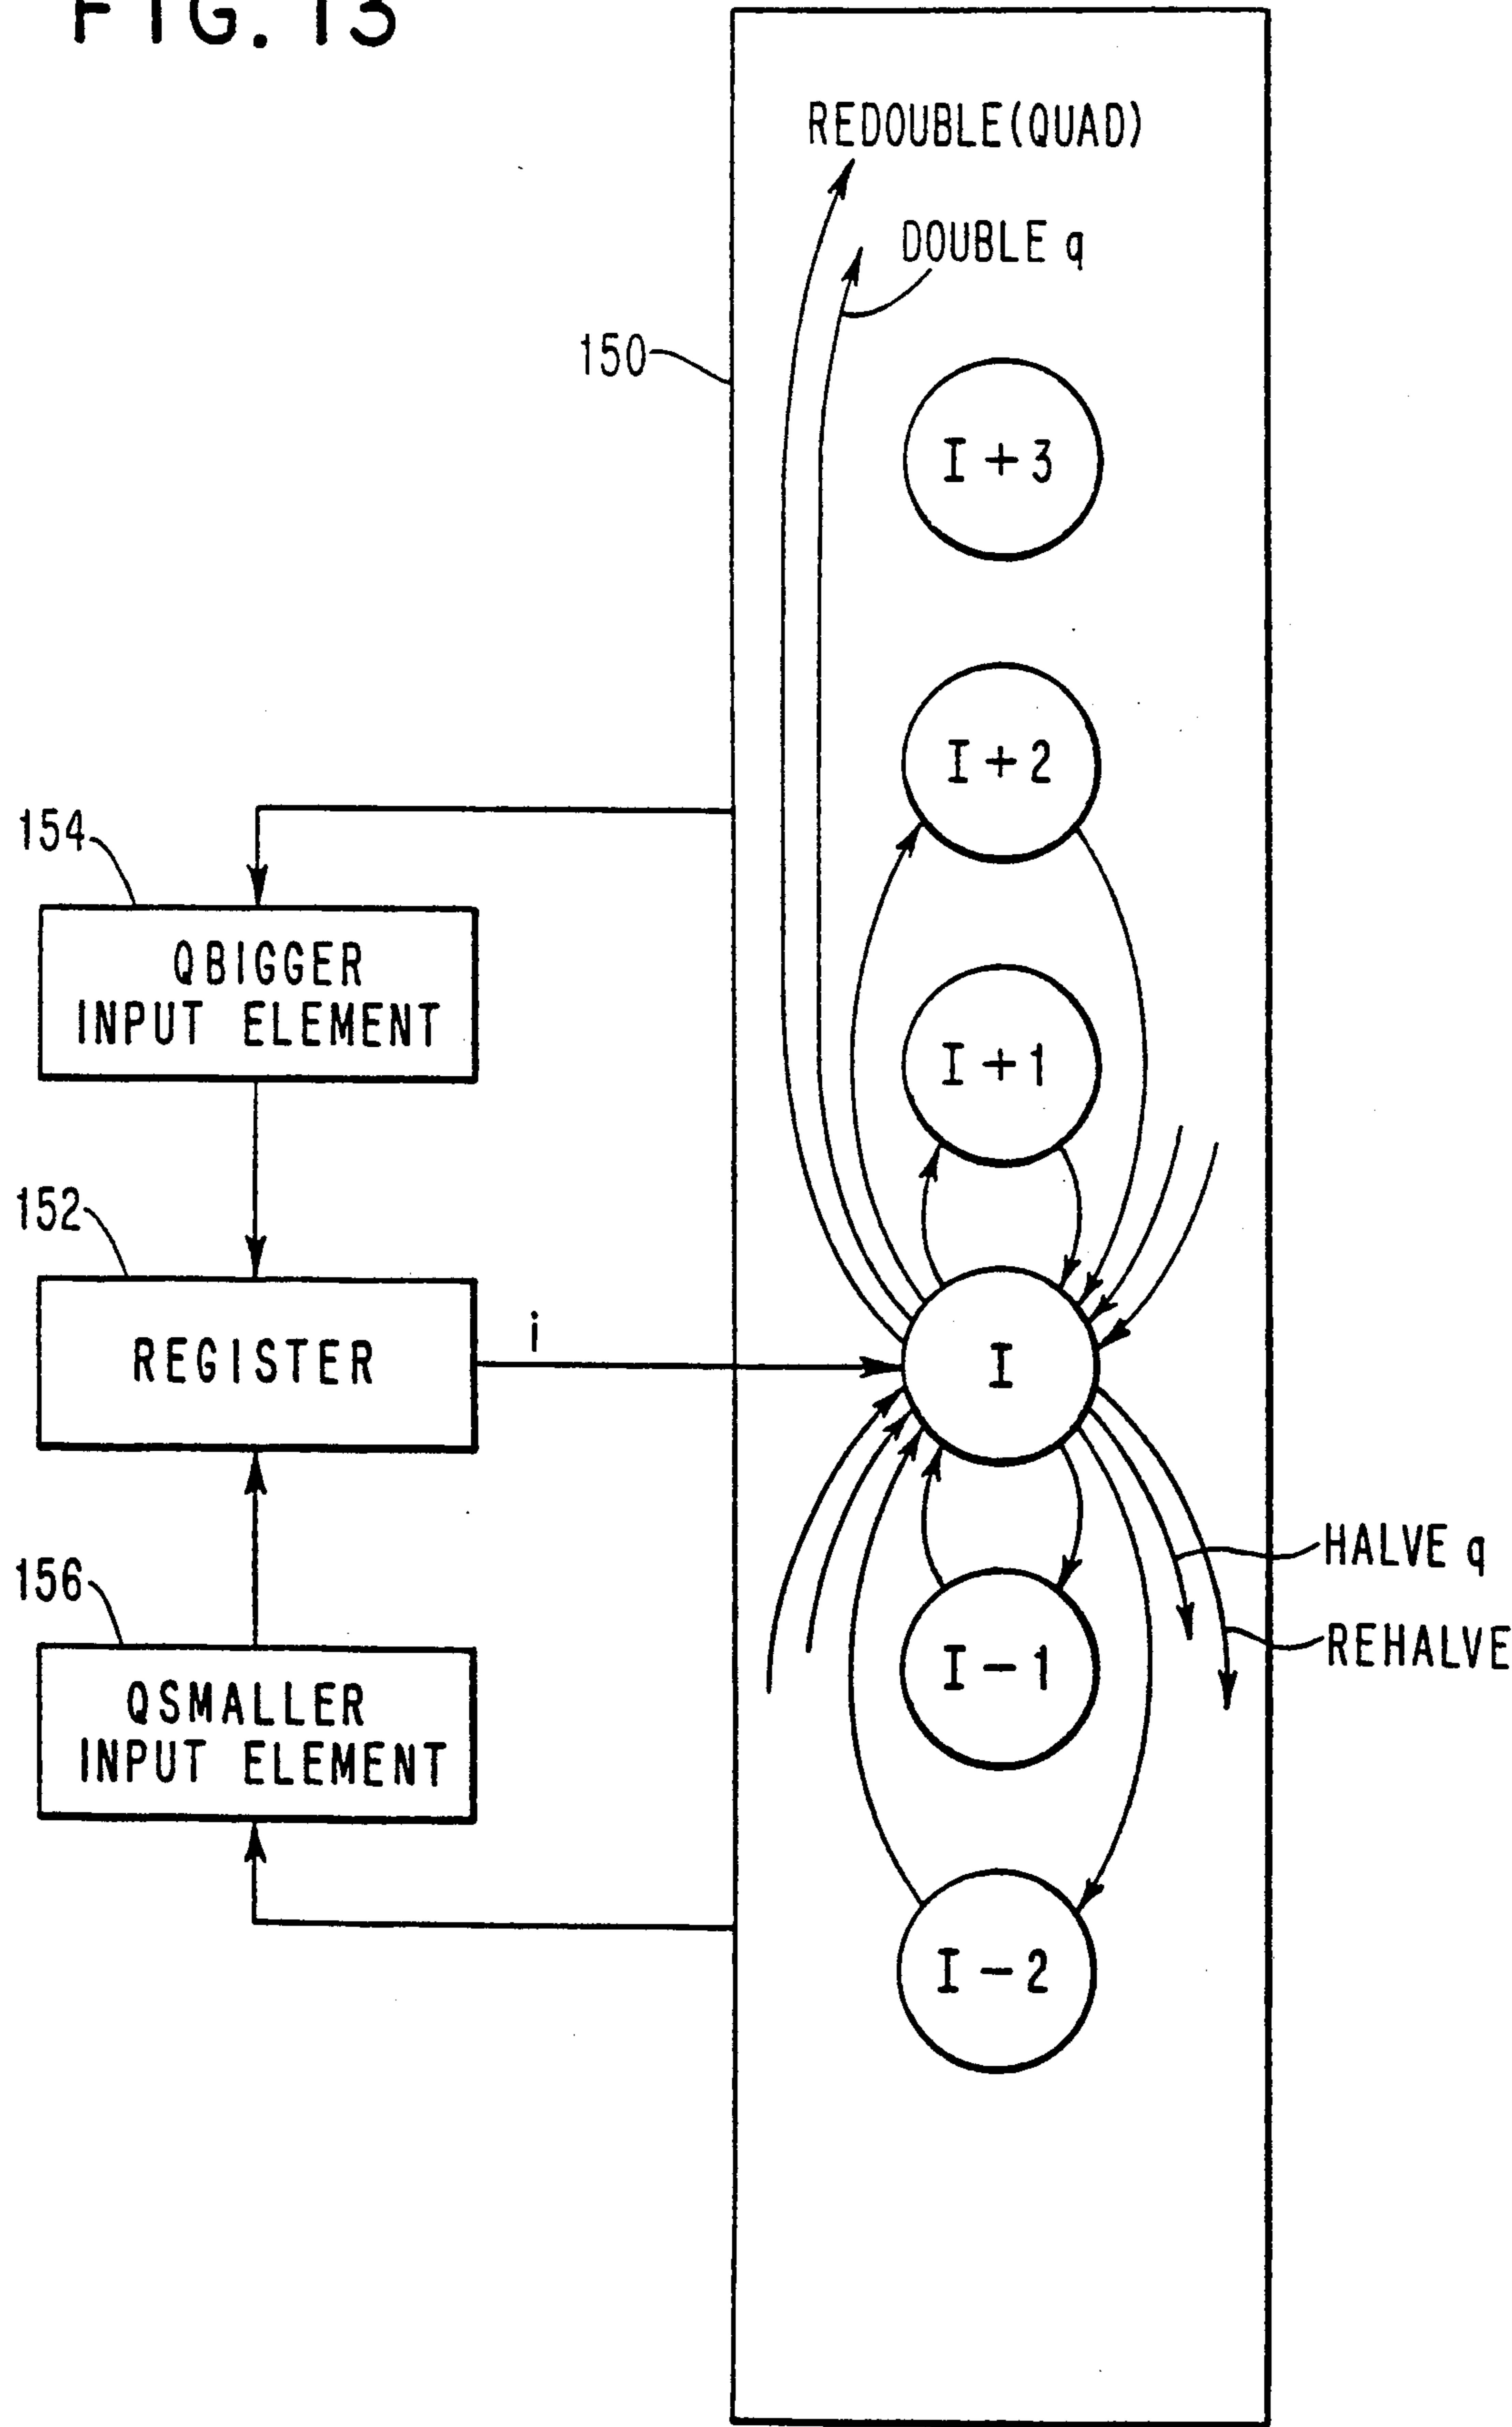 FIG. 13
REDOUBLE(QUAD)
DOUBLE q
150
I+3
I+2
154
QBIGGER
INPUT ELEMENT
I+1
152
REGISTER
i
I
HALVE q
156
REHALVE
QSMALLER
INPUT ELEMENT
I-1
I-2